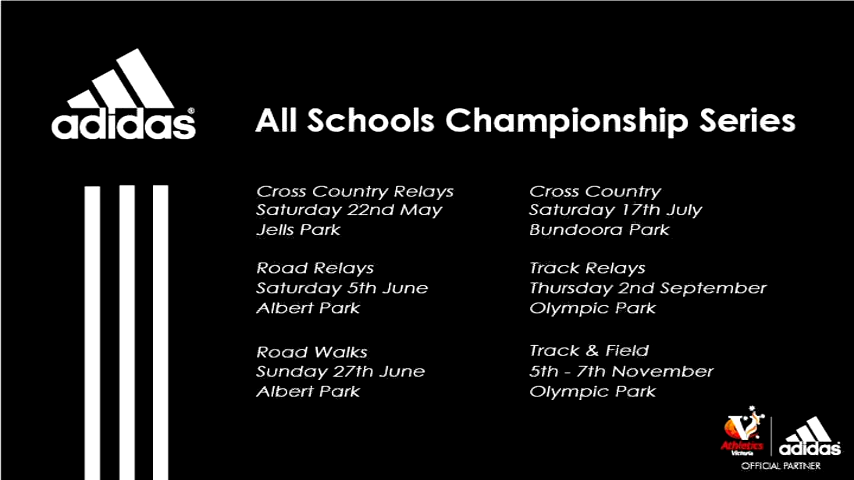 adidas®
All Schools Championship Series
Cross Country Relays
Saturday 22nd May
Jells Park
Road Relays
Saturday 5th June
Albert Park
Road Walks
Sunday 27th June
Albert Park
Cross Country
Saturday 17th July
Bundoora Park
Track Relays
Thursday 2nd September
Olympic Park
Track & Field
5th - 7th November
Olympic Park
Athletics
Victoria
adidas
OFFICIAL PARTNER